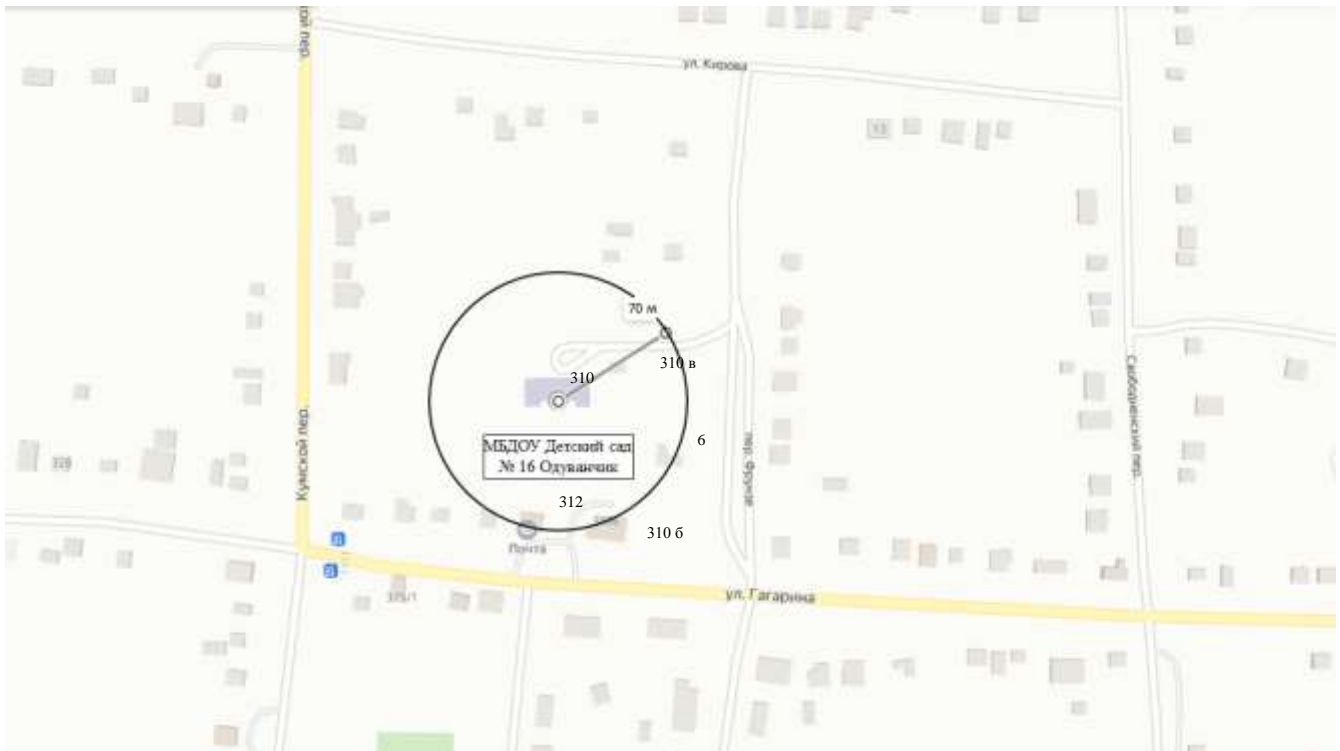 ул. Кирова
13
70 м
310 в
310
Кумской пер.
Свободненский пер.
6
МБДОУ Детский сад
№ 16 Одуванчик
пер. Фрунзе
312
310 б
Почта
ул. Гагарина